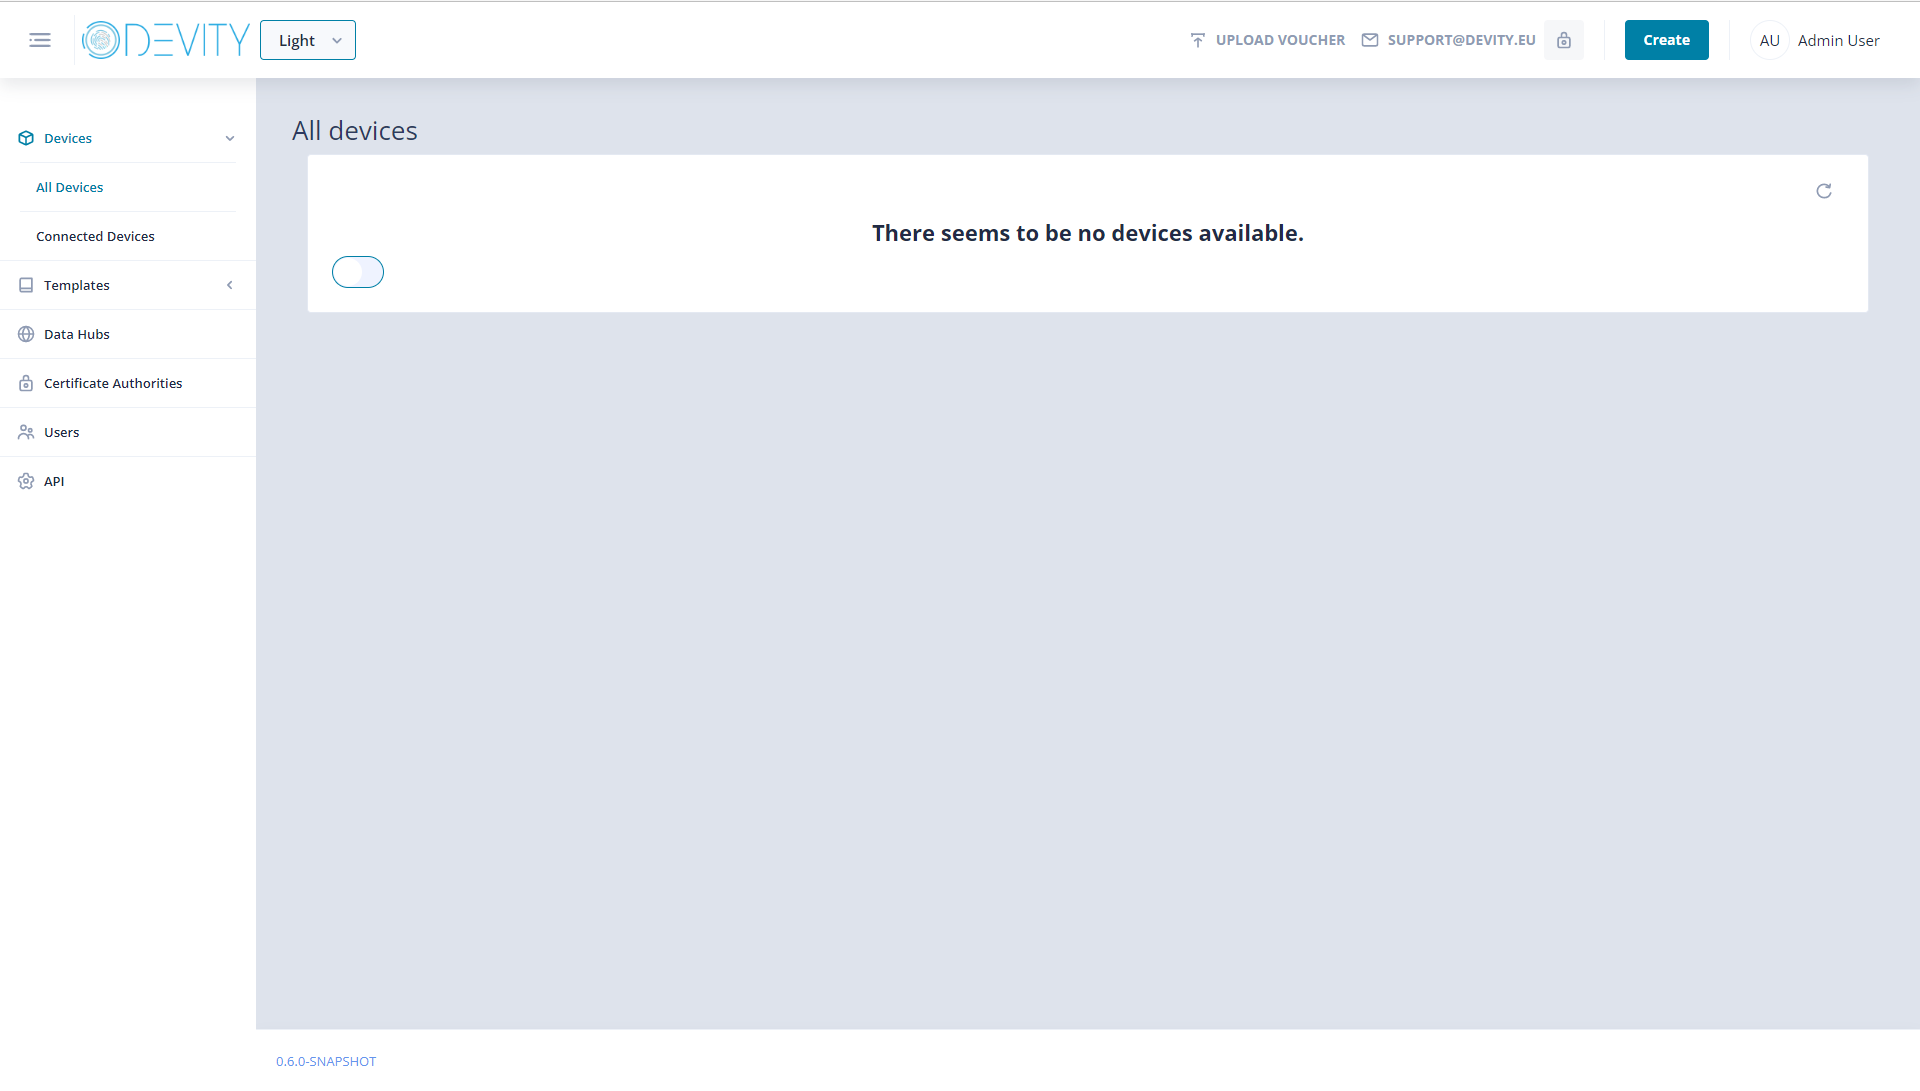 DEVITY
Light
UPLOAD VOUCHER
SUPPORT@DEVITY.EU
Create
AU
Admin User
Devices
All Devices
Connected Devices
Templates
Data Hubs
Certificate Authorities
Users
API
All devices
There seems to be no devices available.
0.6.0-SNAPSHOT